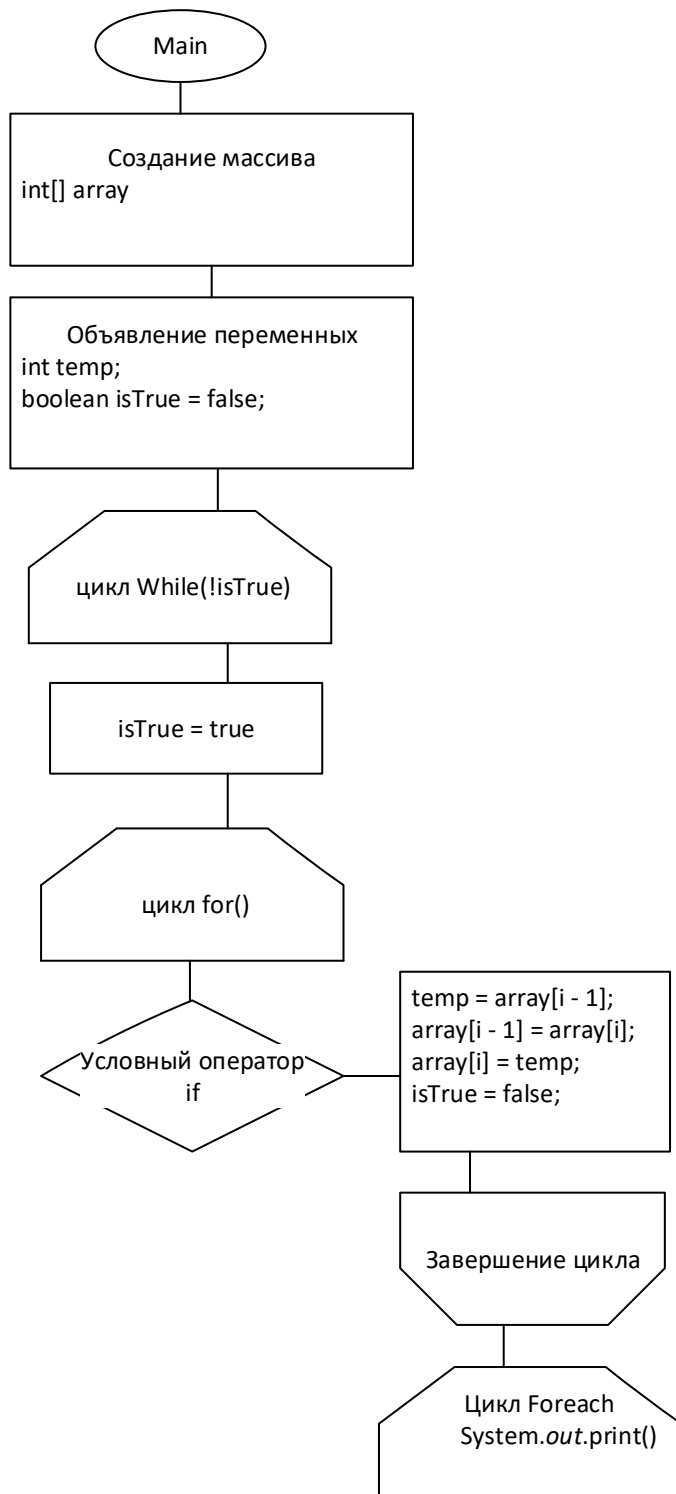 Main
Создание массива
int[] array
Объявление переменных
int temp;
boolean isTrue = false;
цикл While(!isTrue)
isTrue = true
цикл for()
Условный оператор
if
temp = array[i - 1];
array[i - 1] = array[i];
array[i] = temp;
isTrue = false;
Завершение цикла
Цикл Foreach
System.out.print()